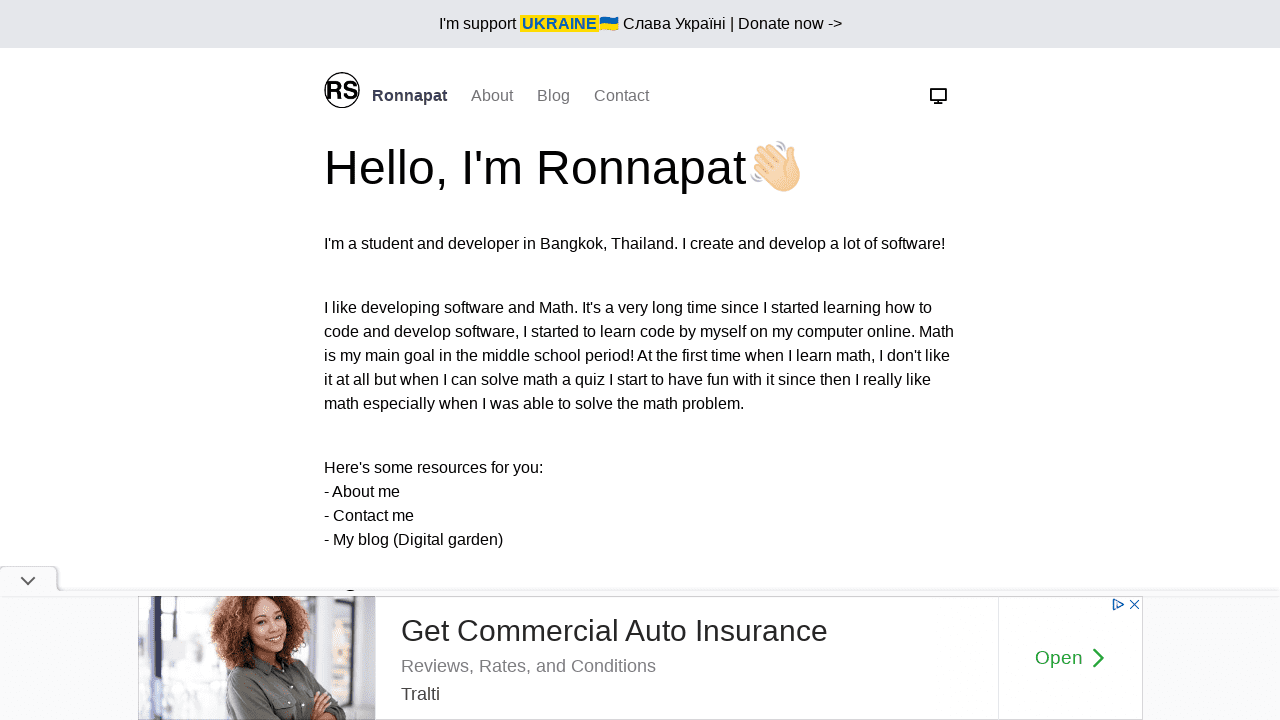 I'm support UKRAINE🇺🇦 Слава Україні | Donate now ->
RS Ronnapat About Blog Contact
Hello, I'm Ronnapat👋🏻
I'm a student and developer in Bangkok, Thailand. I create and develop a lot of software!
I like developing software and Math. It's a very long time since I started learning how to
code and develop software, I started to learn code by myself on my computer online. Math
is my main goal in the middle school period! At the first time when I learn math, I don't like
it at all but when I can solve math a quiz I start to have fun with it since then I really like
math especially when I was able to solve the math problem.
Here's some resources for you:
- About me
- Contact me
- My blog (Digital garden)
Get Commercial Auto Insurance
Reviews, Rates, and Conditions
Tralti
Open